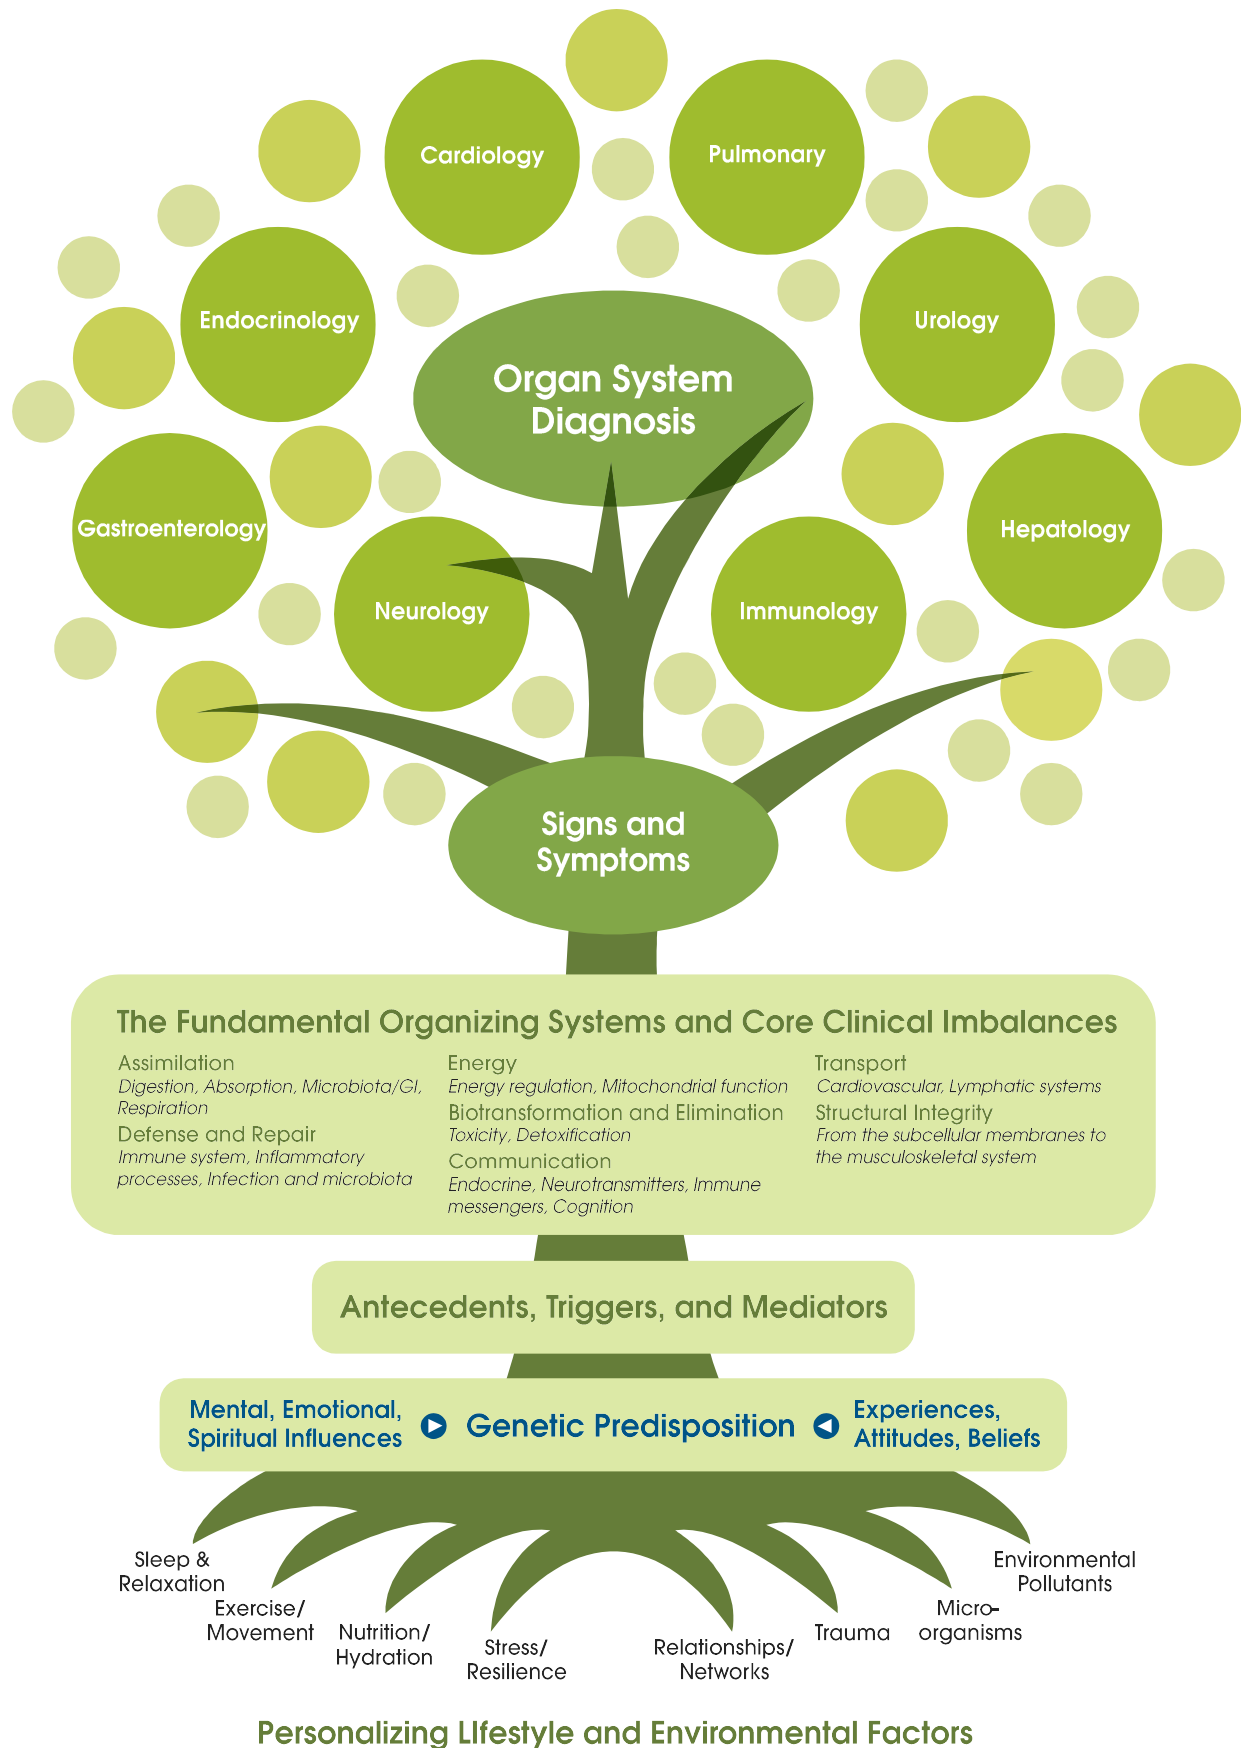 Cardiology
Pulmonary
Endocrinology
Urology
Organ System
Diagnosis
Gastroenterology
Hepatology
Neurology
Immunology
Signs and
Symptoms
The Fundamental Organizing Systems and Core Clinical Imbalances
Assimilation
Digestion, Absorption, Microbiota/GI,
Respiration
Defense and Repair
Immune system, Inflammatory
processes, Infection and microbiota
Energy
Energy regulation, Mitochondrial function
Biotransformation and Elimination
Toxicity, Detoxification
Communication
Endocrine, Neurotransmitters, Immune
messengers, Cognition
Transport
Cardiovascular, Lymphatic systems
Structural Integrity
From the subcellular membranes to
the musculoskeletal system
Antecedents, Triggers, and Mediators
Mental, Emotional,
Spiritual Influences
Genetic Predisposition
Experiences,
Attitudes, Beliefs
Sleep &
Relaxation
Exercise/
Movement
Nutrition/
Hydration
Stress/
Resilience
Relationships/
Networks
Trauma
Micro-
organisms
Environmental
Pollutants
Personalizing LIfestyle and Environmental Factors